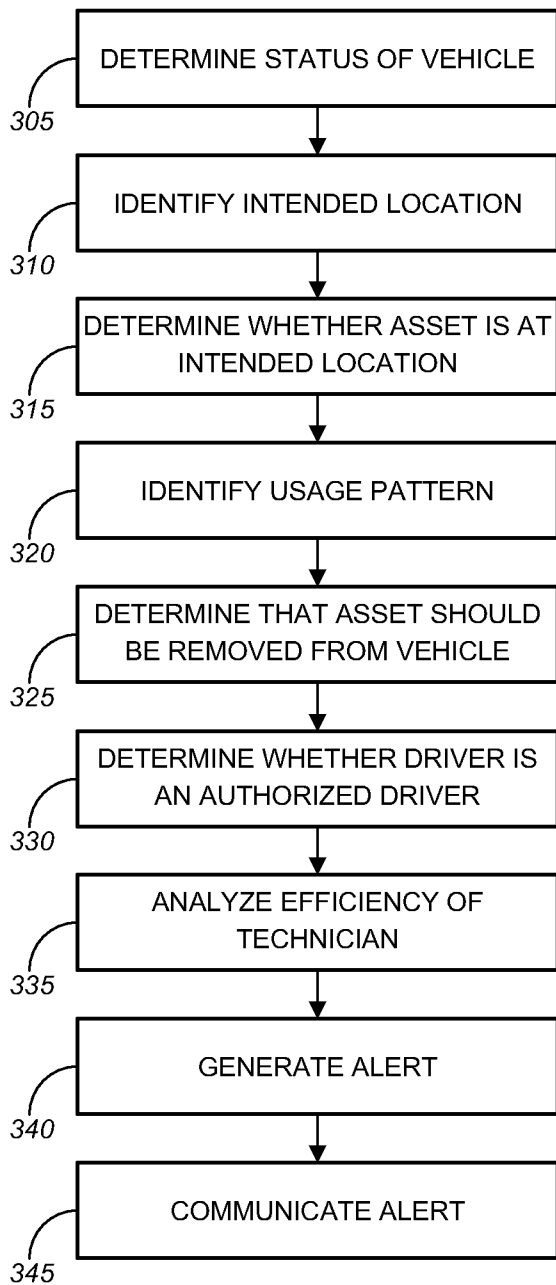 DETERMINE STATUS OF VEHICLE
305
IDENTIFY INTENDED LOCATION
310
DETERMINE WHETHER ASSET IS AT
INTENDED LOCATION
315
IDENTIFY USAGE PATTERN
320
DETERMINE THAT ASSET SHOULD
BE REMOVED FROM VEHICLE
325
DETERMINE WHETHER DRIVER IS
AN AUTHORIZED DRIVER
330
ANALYZE EFFICIENCY OF
TECHNICIAN
335
GENERATE ALERT
340
COMMUNICATE ALERT
345